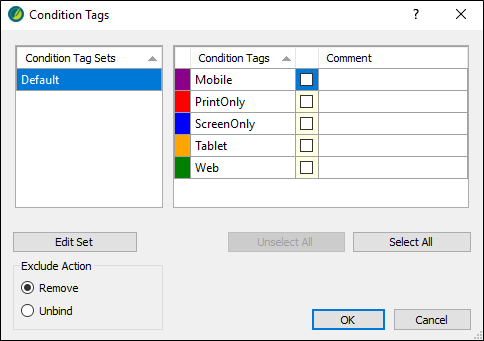 Condition Tags
?
Condition Tag Sets
Default
Condition Tags Comment
Mobile
PrintOnly
ScreenOnly
Tablet
Web
Edit Set
Unselect All
Select All
Exclude Action
Remove
Unbind
OK
Cancel